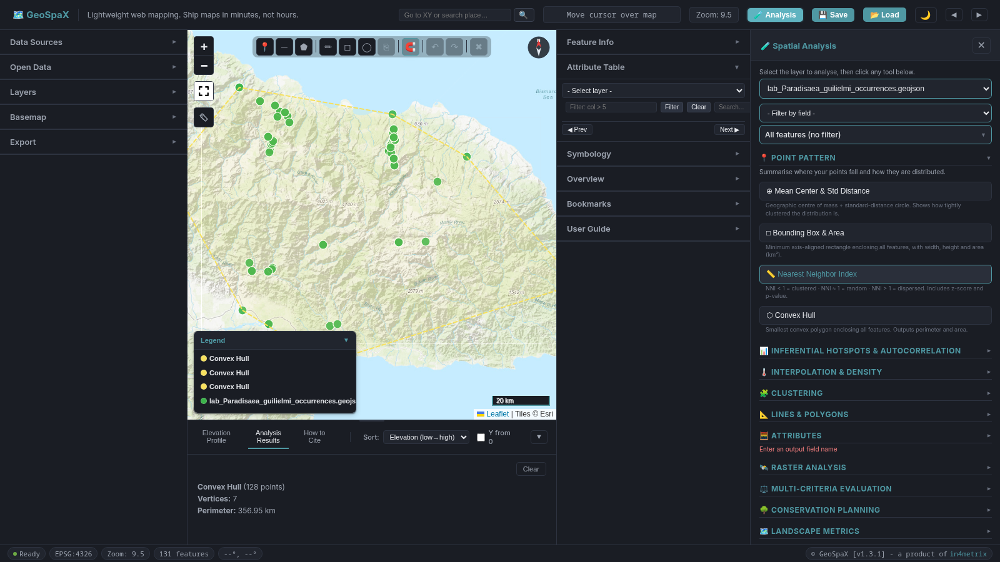 GeoSpaX
Lightweight web mapping. Ship maps in minutes, not hours.
Go to XY or search place…
Move cursor over map
Zoom: 9.5
Analysis
Save
Load
Data Sources
Open Data
Layers
Basemap
Export
Bismarck
Sea
636 m
4025 m
4140 m
2574 m
2579 m
1542 m
Legend
Convex Hull
Convex Hull
Convex Hull
lab_Paradisaea_guilielmi_occurrences.geojs
20 km
Leaflet | Tiles © Esri
Elevation
Profile
Analysis
Results
How to
Cite
Sort:
Elevation (low→high)
Y from
0
Clear
Convex Hull (128 points)
Vertices: 7
Perimeter: 356.95 km
Feature Info
Attribute Table
- Select layer -
Filter: col > 5
Filter
Clear
Search...
◀ Prev
Next ▶
Symbology
Overview
Bookmarks
User Guide
Spatial Analysis
Select the layer to analyse, then click any tool below.
lab_Paradisaea_guilielmi_occurrences.geojson
- Filter by field -
All features (no filter)
POINT PATTERN
Summarise where your points fall and how they are distributed.
⊕ Mean Center & Std Distance
Geographic centre of mass + standard-distance circle. Shows how tightly
clustered the distribution is.
□ Bounding Box & Area
Minimum axis-aligned rectangle enclosing all features, with width, height and area
(km²).
Nearest Neighbor Index
NNI < 1 = clustered · NNI ≈ 1 = random · NNI > 1 = dispersed. Includes z-score and
p-value.
⬡ Convex Hull
Smallest convex polygon enclosing all features. Outputs perimeter and area.
INFERENTIAL HOTSPOTS & AUTOCORRELATION
INTERPOLATION & DENSITY
CLUSTERING
LINES & POLYGONS
ATTRIBUTES
Enter an output field name
RASTER ANALYSIS
MULTI-CRITERIA EVALUATION
CONSERVATION PLANNING
LANDSCAPE METRICS
Ready
EPSG:4326
Zoom: 9.5
131 features
--°, --°
© GeoSpaX [v1.3.1] - a product of in4metrix